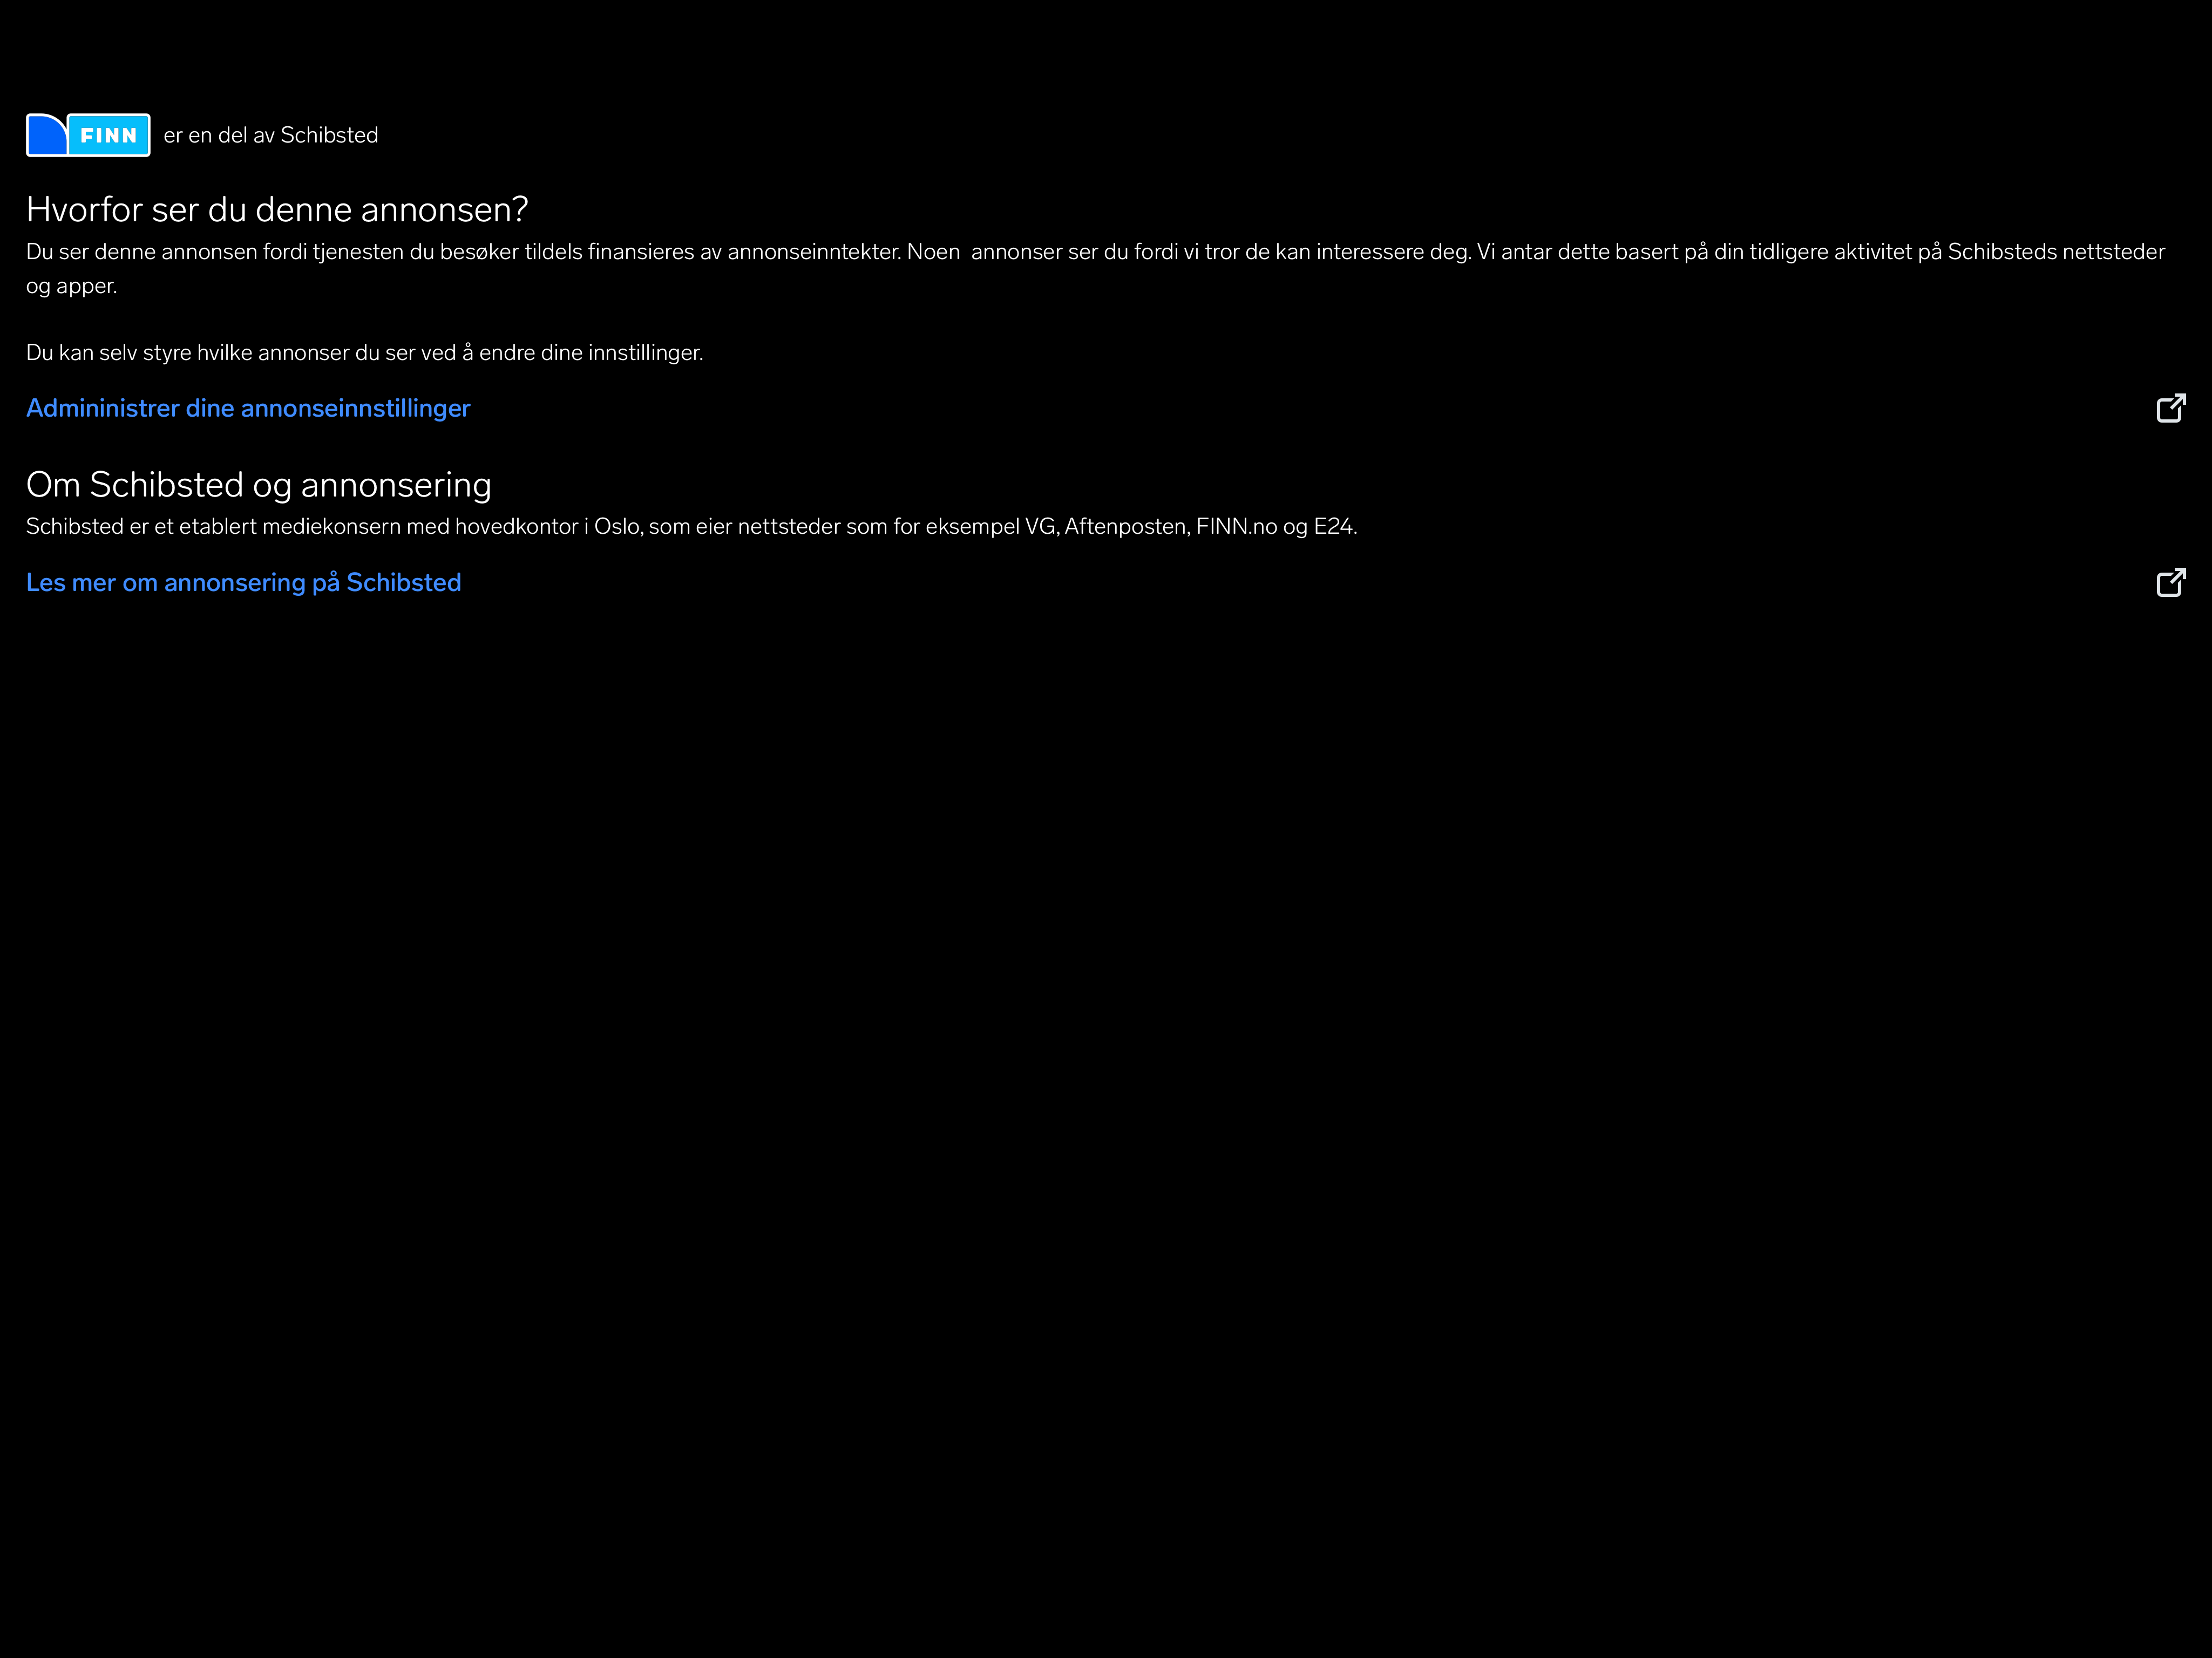 FINN er en del av Schibsted
Hvorfor ser du denne annonsen?
Du ser denne annonsen fordi tjenesten du besøker tildels finansieres av annonseinntekter. Noen  annonser ser du fordi vi tror de kan interessere deg. Vi antar dette basert på din tidligere aktivitet på Schibsteds nettsteder
og apper.
Du kan selv styre hvilke annonser du ser ved å endre dine innstillinger.
Admininistrer dine annonseinnstillinger
Om Schibsted og annonsering
Schibsted er et etablert mediekonsern med hovedkontor i Oslo, som eier nettsteder som for eksempel VG, Aftenposten, FINN.no og E24.
Les mer om annonsering på Schibsted